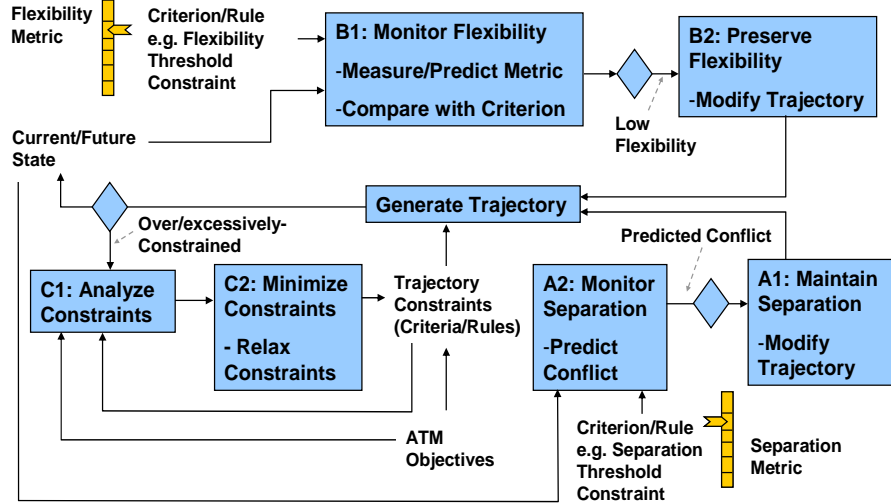 Flexibility
Metric
Criterion/Rule
e.g. Flexibility
Threshold
Constraint
B1: Monitor Flexibility
-Measure/Predict Metric
-Compare with Criterion
B2: Preserve
Flexibility
-Modify Trajectory
Low
Flexibility
Current/Future
State
Generate Trajectory
Over/excessively-
Constrained
Predicted Conflict
C1: Analyze
Constraints
C2: Minimize
Constraints
- Relax
Constraints
Trajectory
Constraints
(Criteria/Rules)
A2: Monitor
Separation
-Predict
Conflict
A1: Maintain
Separation
-Modify
Trajectory
ATM
Objectives
Criterion/Rule
e.g. Separation
Threshold
Constraint
Separation
Metric